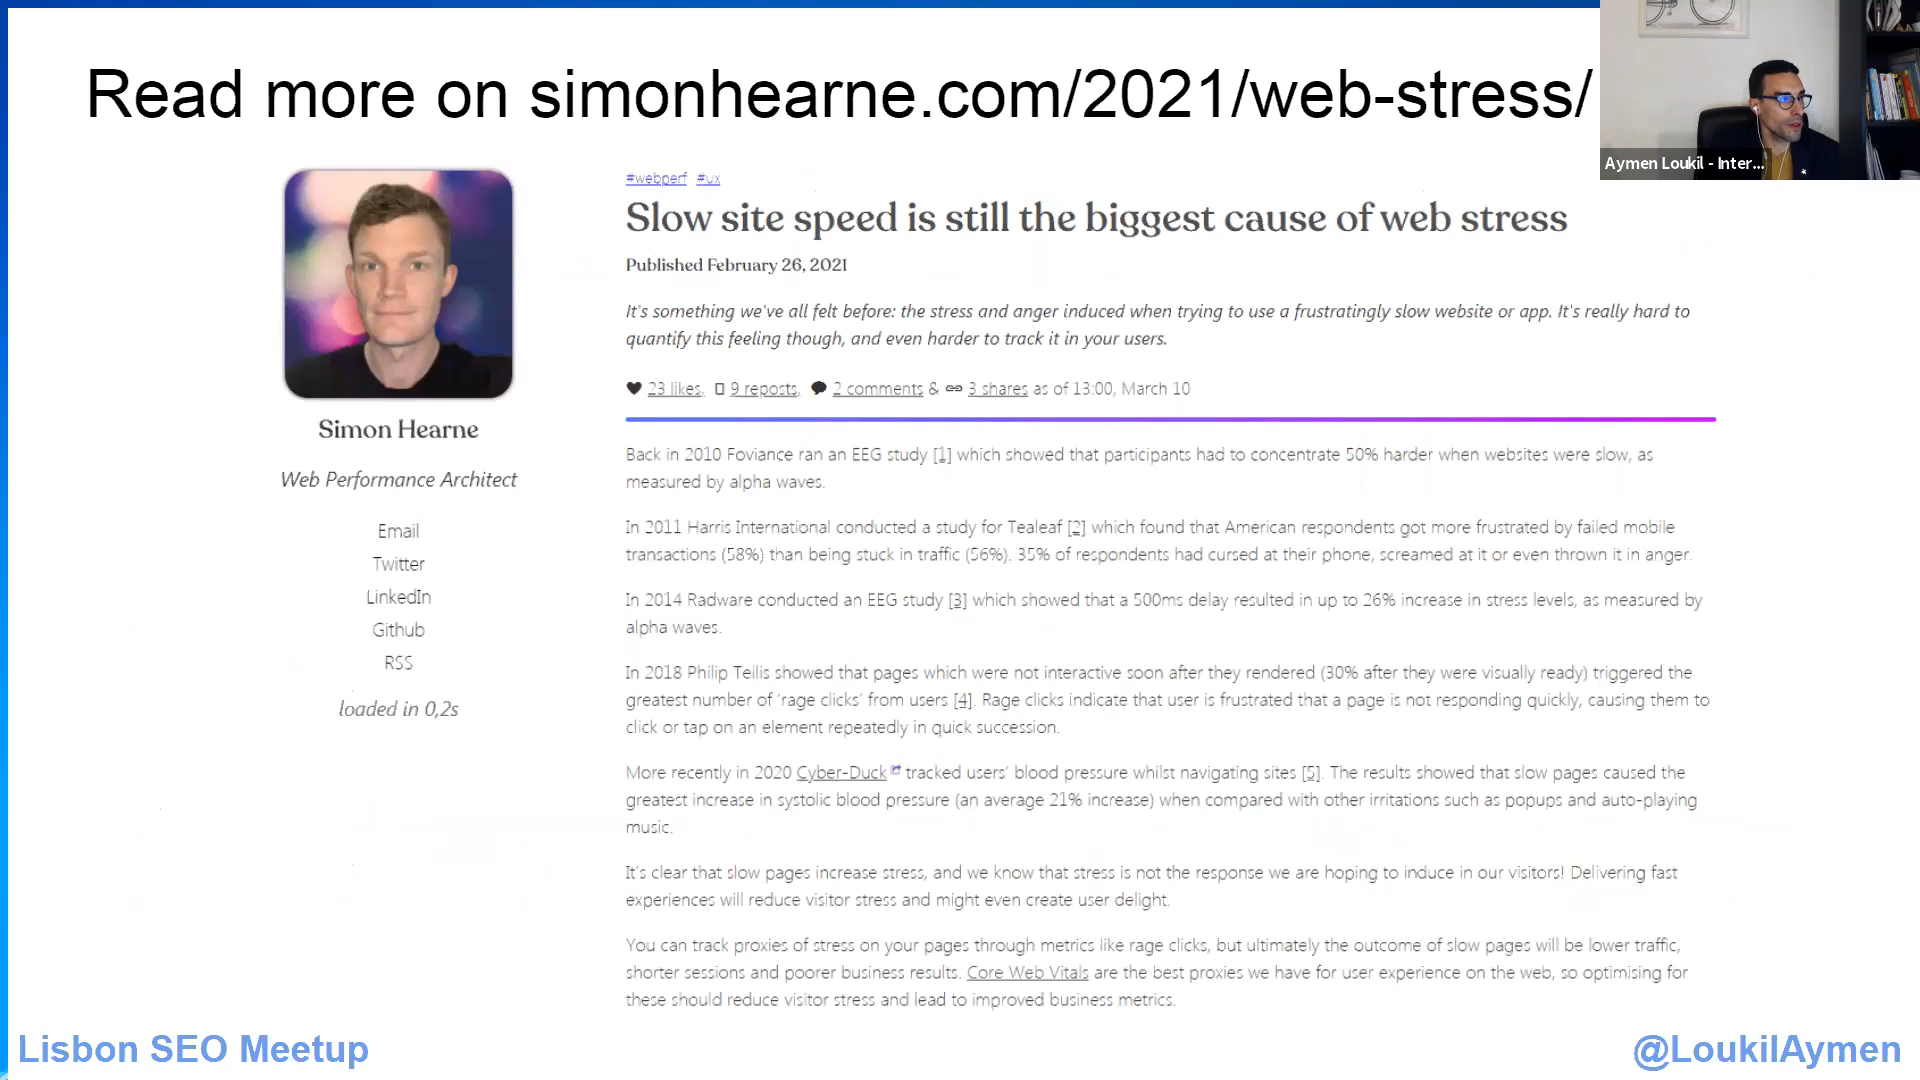 Read more on simonhearne.com/2021/web-stress/
Aymen Loukil - Inter...
Simon Hearne
Web Performance Architect
Email
Twitter
LinkedIn
Github
RSS
loaded in 0,2s
#webperf #ux
Slow site speed is still the biggest cause of web stress
Published February 26, 2021
It's something we've all felt before: the stress and anger induced when trying to use a frustratingly slow website or app. It's really hard to
quantify this feeling though, and even harder to track it in your users.
23 likes, 9 reposts, 2 comments & 3 shares as of 13:00, March 10
Back in 2010 Foviance ran an EEG study [1] which showed that participants had to concentrate 50% harder when websites were slow, as
measured by alpha waves.
In 2011 Harris International conducted a study for Tealeaf [2] which found that American respondents got more frustrated by failed mobile
transactions (58%) than being stuck in traffic (56%). 35% of respondents had cursed at their phone, screamed at it or even thrown it in anger.
In 2014 Radware conducted an EEG study [3] which showed that a 500ms delay resulted in up to 26% increase in stress levels, as measured by
alpha waves.
In 2018 Philip Tellis showed that pages which were not interactive soon after they rendered (30% after they were visually ready) triggered the
greatest number of ‘rage clicks’ from users [4]. Rage clicks indicate that user is frustrated that a page is not responding quickly, causing them to
click or tap on an element repeatedly in quick succession.
More recently in 2020 Cyber-Duck tracked users’ blood pressure whilst navigating sites [5]. The results showed that slow pages caused the
greatest increase in systolic blood pressure (an average 21% increase) when compared with other irritations such as popups and auto-playing
music.
It’s clear that slow pages increase stress, and we know that stress is not the response we are hoping to induce in our visitors! Delivering fast
experiences will reduce visitor stress and might even create user delight.
You can track proxies of stress on your pages through metrics like rage clicks, but ultimately the outcome of slow pages will be lower traffic,
shorter sessions and poorer business results. Core Web Vitals are the best proxies we have for user experience on the web, so optimising for
these should reduce visitor stress and lead to improved business metrics.
Lisbon SEO Meetup
@LoukilAymen